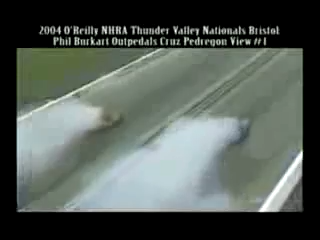 2004 O'Reilly NHRA Thunder Valley Nationals Bristol
Phil Burkart Outpedals Cruz Pedregon View #1